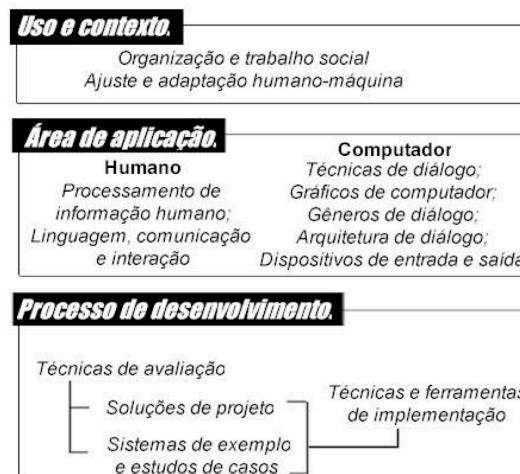 Uso e contexto.
Organização e trabalho social
Ajuste e adaptação humano-máquina
Área de aplicação.
Humano
Processamento de
informação humano;
Linguagem, comunicação
e interação
Computador
Técnicas de diálogo;
Gráficos de computador;
Gêneros de diálogo;
Arquitetura de diálogo;
Dispositivos de entrada e saída
Processo de desenvolvimento.
Técnicas de avaliação
Soluções de projeto
Sistemas de exemplo
e estudos de casos
Técnicas e ferramentas
de implementação